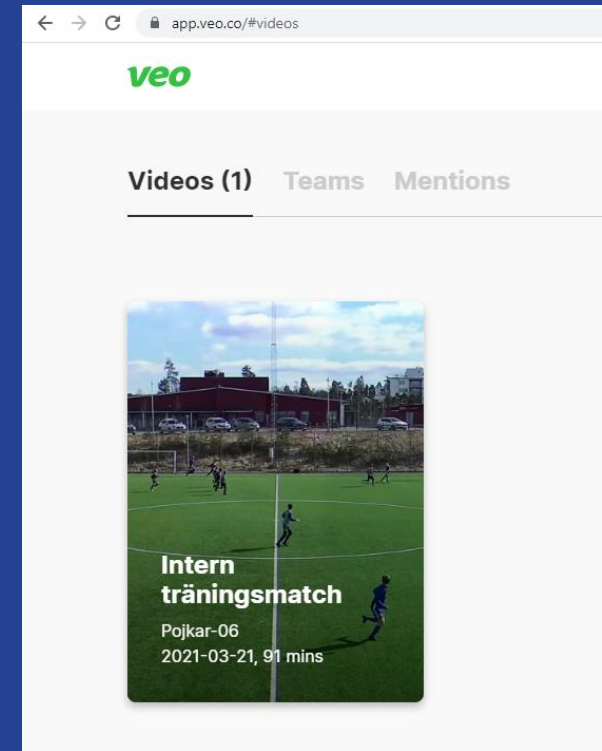 app.veo.co/#videos
veo
Videos (1) Teams Mentions
Intern
träningsmatch
Pojkar-06
2021-03-21, 91 mins